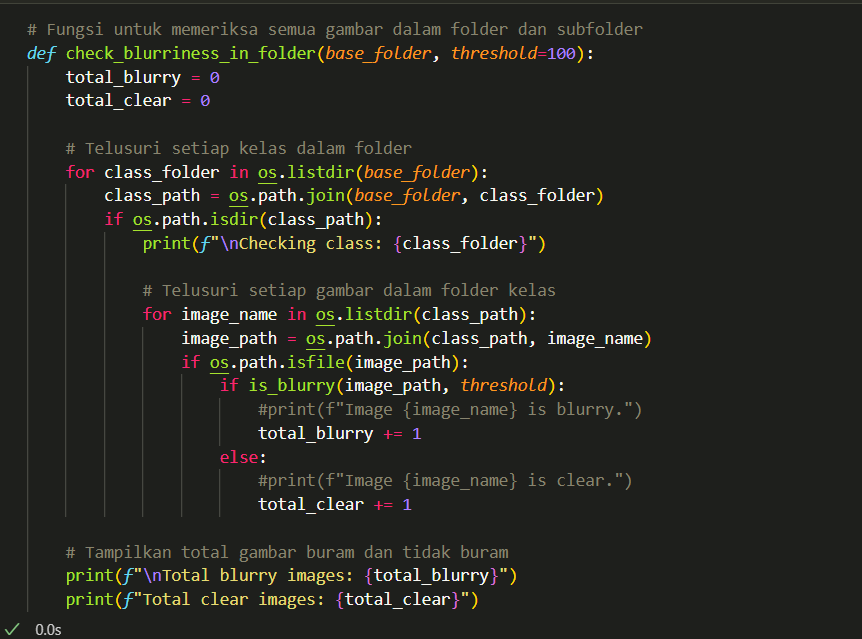 # Fungsi untuk memeriksa semua gambar dalam folder dan subfolder
def check_blurriness_in_folder(base_folder, threshold=100):
    total_blurry = 0
    total_clear = 0

    # Telusuri setiap kelas dalam folder
    for class_folder in os.listdir(base_folder):
        class_path = os.path.join(base_folder, class_folder)
        if os.path.isdir(class_path):
            print(f"\nChecking class: {class_folder}")

            # Telusuri setiap gambar dalam folder kelas
            for image_name in os.listdir(class_path):
                image_path = os.path.join(class_path, image_name)
                if os.path.isfile(image_path):
                    if is_blurry(image_path, threshold):
                        #print(f"Image {image_name} is blurry.")
                        total_blurry += 1
                    else:
                        #print(f"Image {image_name} is clear.")
                        total_clear += 1

    # Tampilkan total gambar buram dan tidak buram
    print(f"\nTotal blurry images: {total_blurry}")
    print(f"Total clear images: {total_clear}")
✓ 0.0s